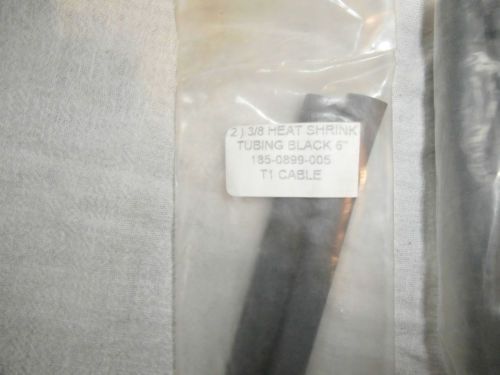 2 ) 3/8 HEAT SHRINK
TUBING BLACK 6"
185-0899-005
T1 CABLE